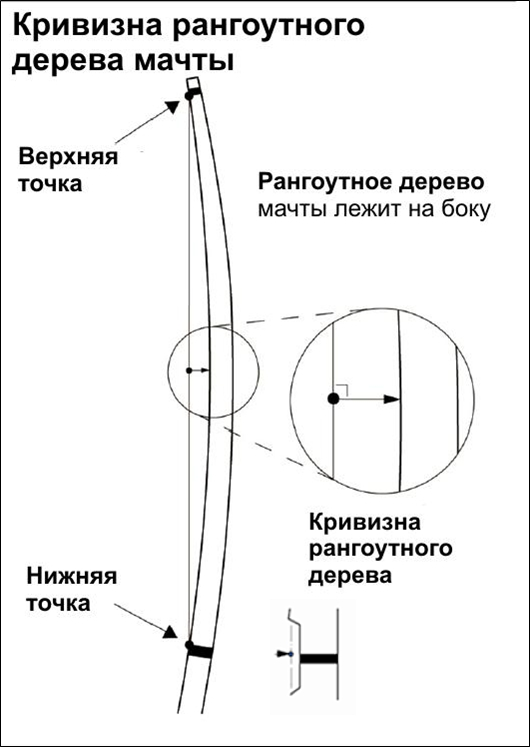 Кривизна рангоутного
дерева мачты
Верхняя
точка
Рангоутное дерево
мачты лежит на боку
Кривизна
рангоутного
дерева
Нижняя
точка